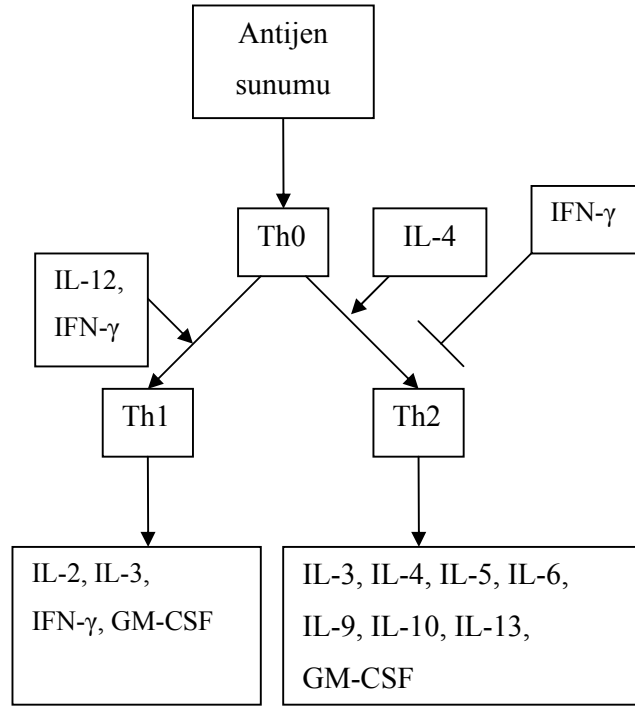 Antijen
sunumu
Th0
IL-4
IFN-γ
IL-12,
IFN-γ
Th1
Th2
IL-2, IL-3,
IFN-γ, GM-CSF
IL-3, IL-4, IL-5, IL-6,
IL-9, IL-10, IL-13,
GM-CSF